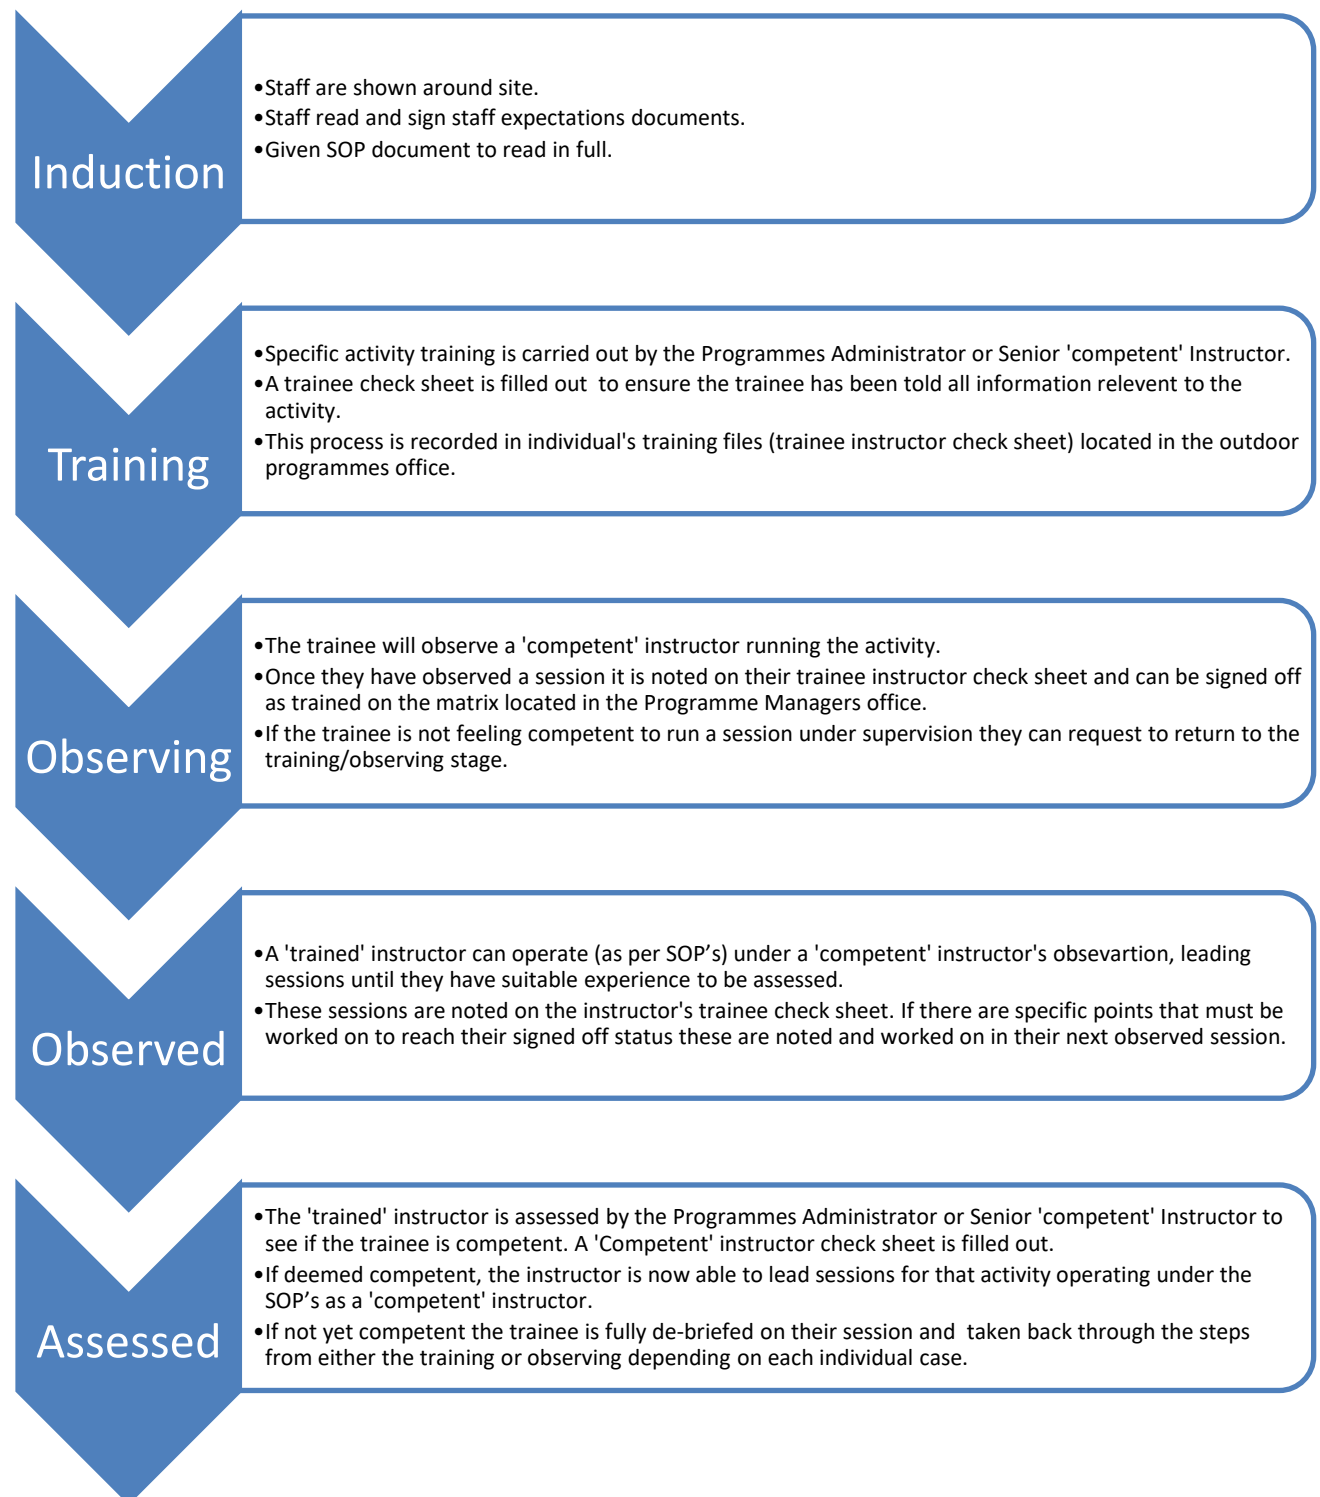 Induction
•Staff are shown around site.
•Staff read and sign staff expectations documents.
•Given SOP document to read in full.
Training
•Specific activity training is carried out by the Programmes Administrator or Senior 'competent' Instructor.
•A trainee check sheet is filled out  to ensure the trainee has been told all information relevent to the
activity.
•This process is recorded in individual's training files (trainee instructor check sheet) located in the outdoor
programmes office.
Observing
•The trainee will observe a 'competent' instructor running the activity.
•Once they have observed a session it is noted on their trainee instructor check sheet and can be signed off
as trained on the matrix located in the Programme Managers office.
•If the trainee is not feeling competent to run a session under supervision they can request to return to the
training/observing stage.
Observed
•A 'trained' instructor can operate (as per SOP’s) under a 'competent' instructor's obsevartion, leading
sessions until they have suitable experience to be assessed.
•These sessions are noted on the instructor's trainee check sheet. If there are specific points that must be
worked on to reach their signed off status these are noted and worked on in their next observed session.
Assessed
•The 'trained' instructor is assessed by the Programmes Administrator or Senior 'competent' Instructor to
see if the trainee is competent. A 'Competent' instructor check sheet is filled out.
•If deemed competent, the instructor is now able to lead sessions for that activity operating under the
SOP’s as a 'competent' instructor.
•If not yet competent the trainee is fully de-briefed on their session and  taken back through the steps
from either the training or observing depending on each individual case.